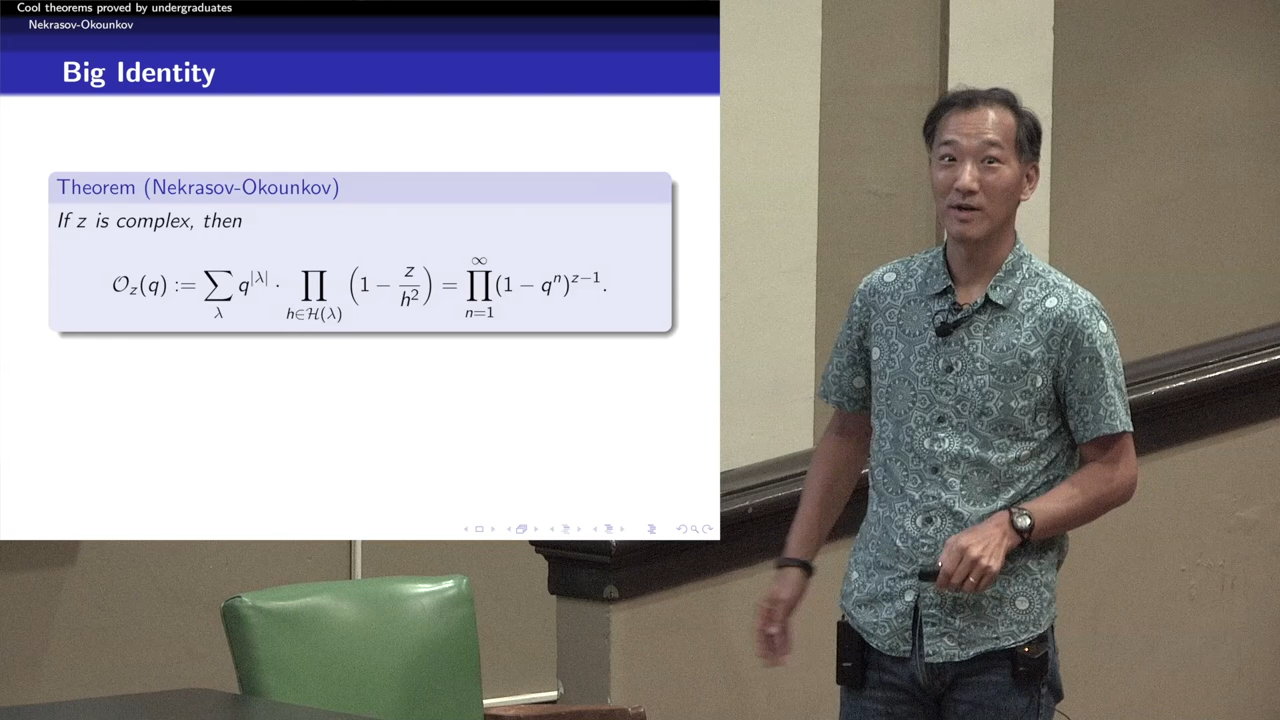 Cool theorems proved by undergraduates
Nekrasov-Okounkov
Big Identity
Theorem (Nekrasov-Okounkov)
If z is complex, then
𝒪_z(q) := ∑_λ q^{|λ|} · ∏_{h∈ℋ(λ)} (1 − z/h²) = ∏_{n=1}^{∞} (1 − qⁿ)^{z−1}.